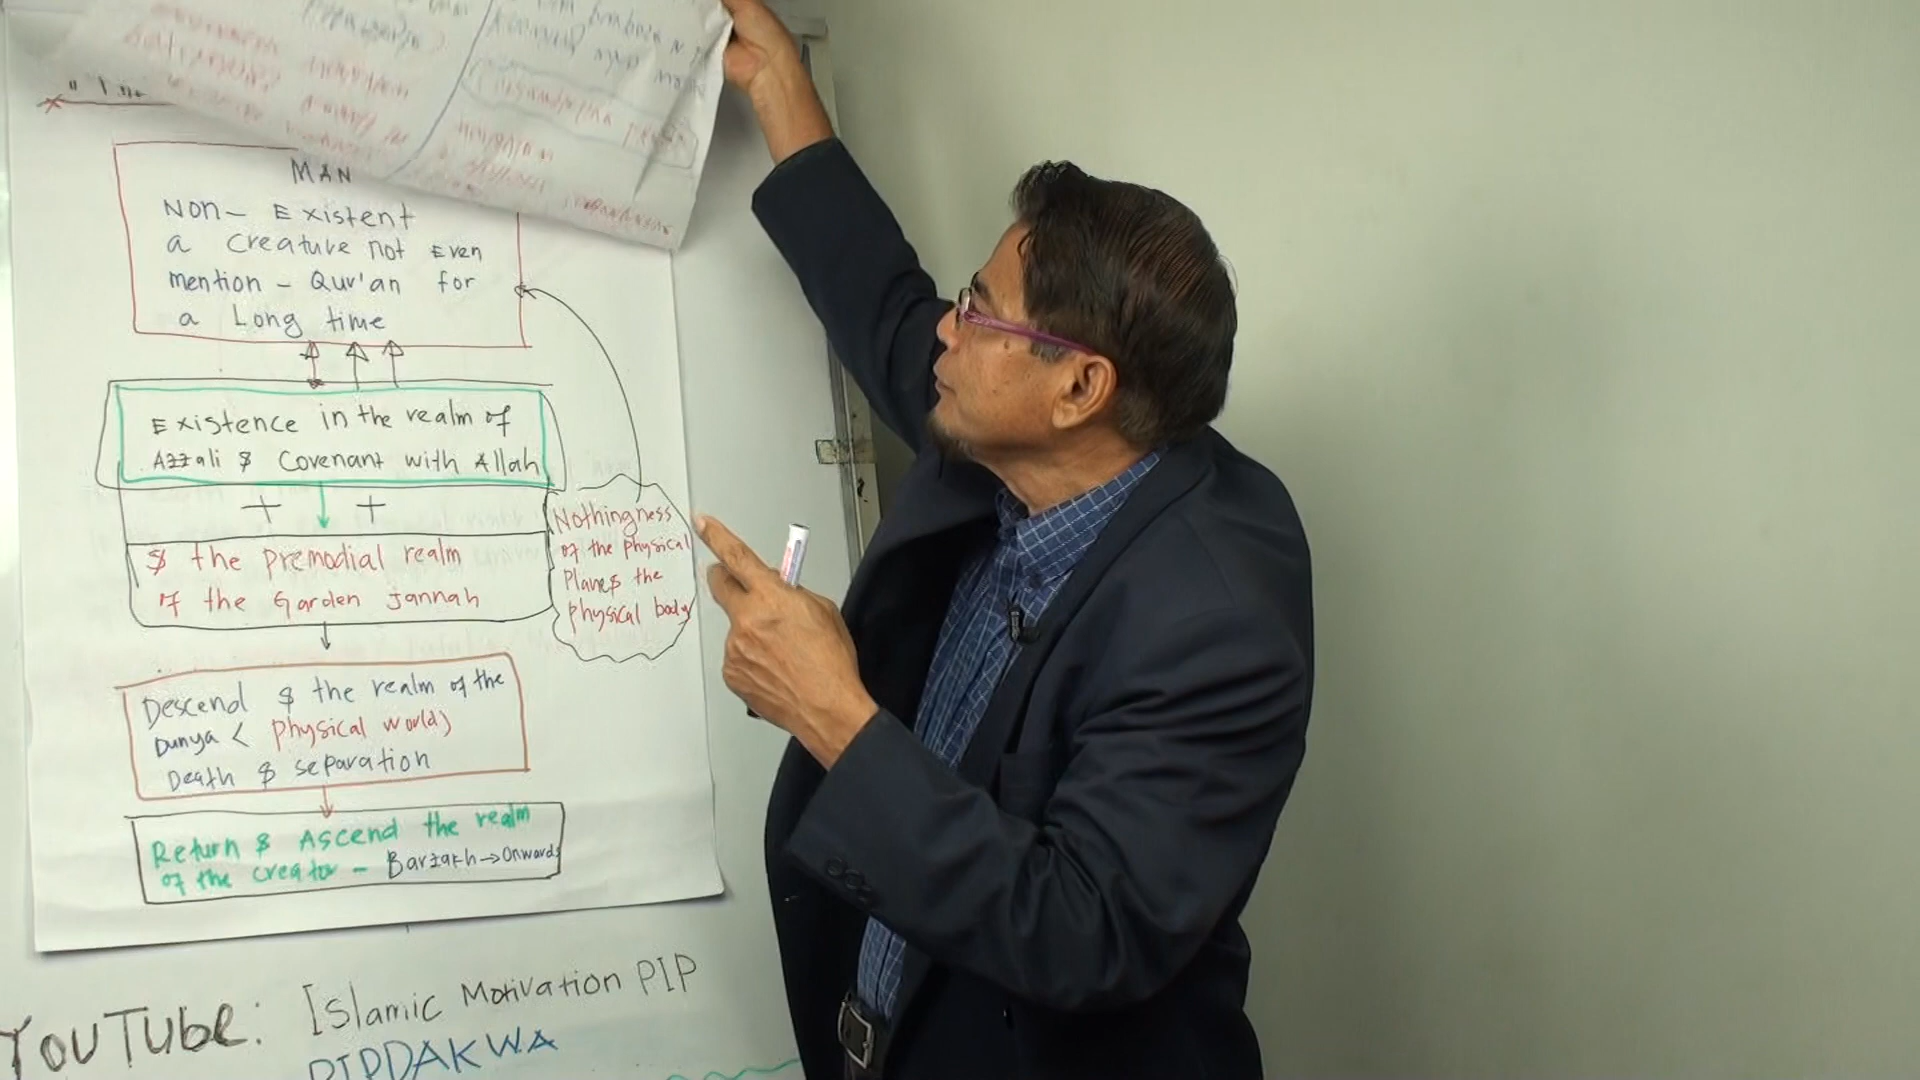 MAN
Non- Existent
a creature not Even
mention - Qur'an for
a Long time
Existence in the realm of
Azzali $ Covenant with Allah
+ +
$ the Premodial realm
of the Garden jannah
Nothingness
of the physical
Plane $ the
physical body
Descend $ the realm of the
Dunya < Physical world)
Death $ separation
Return $ Ascend the realm
of the creator - Barzakh → Onwards
YOUTUbe: Islamic Motivation PIP
PIPDAKWA